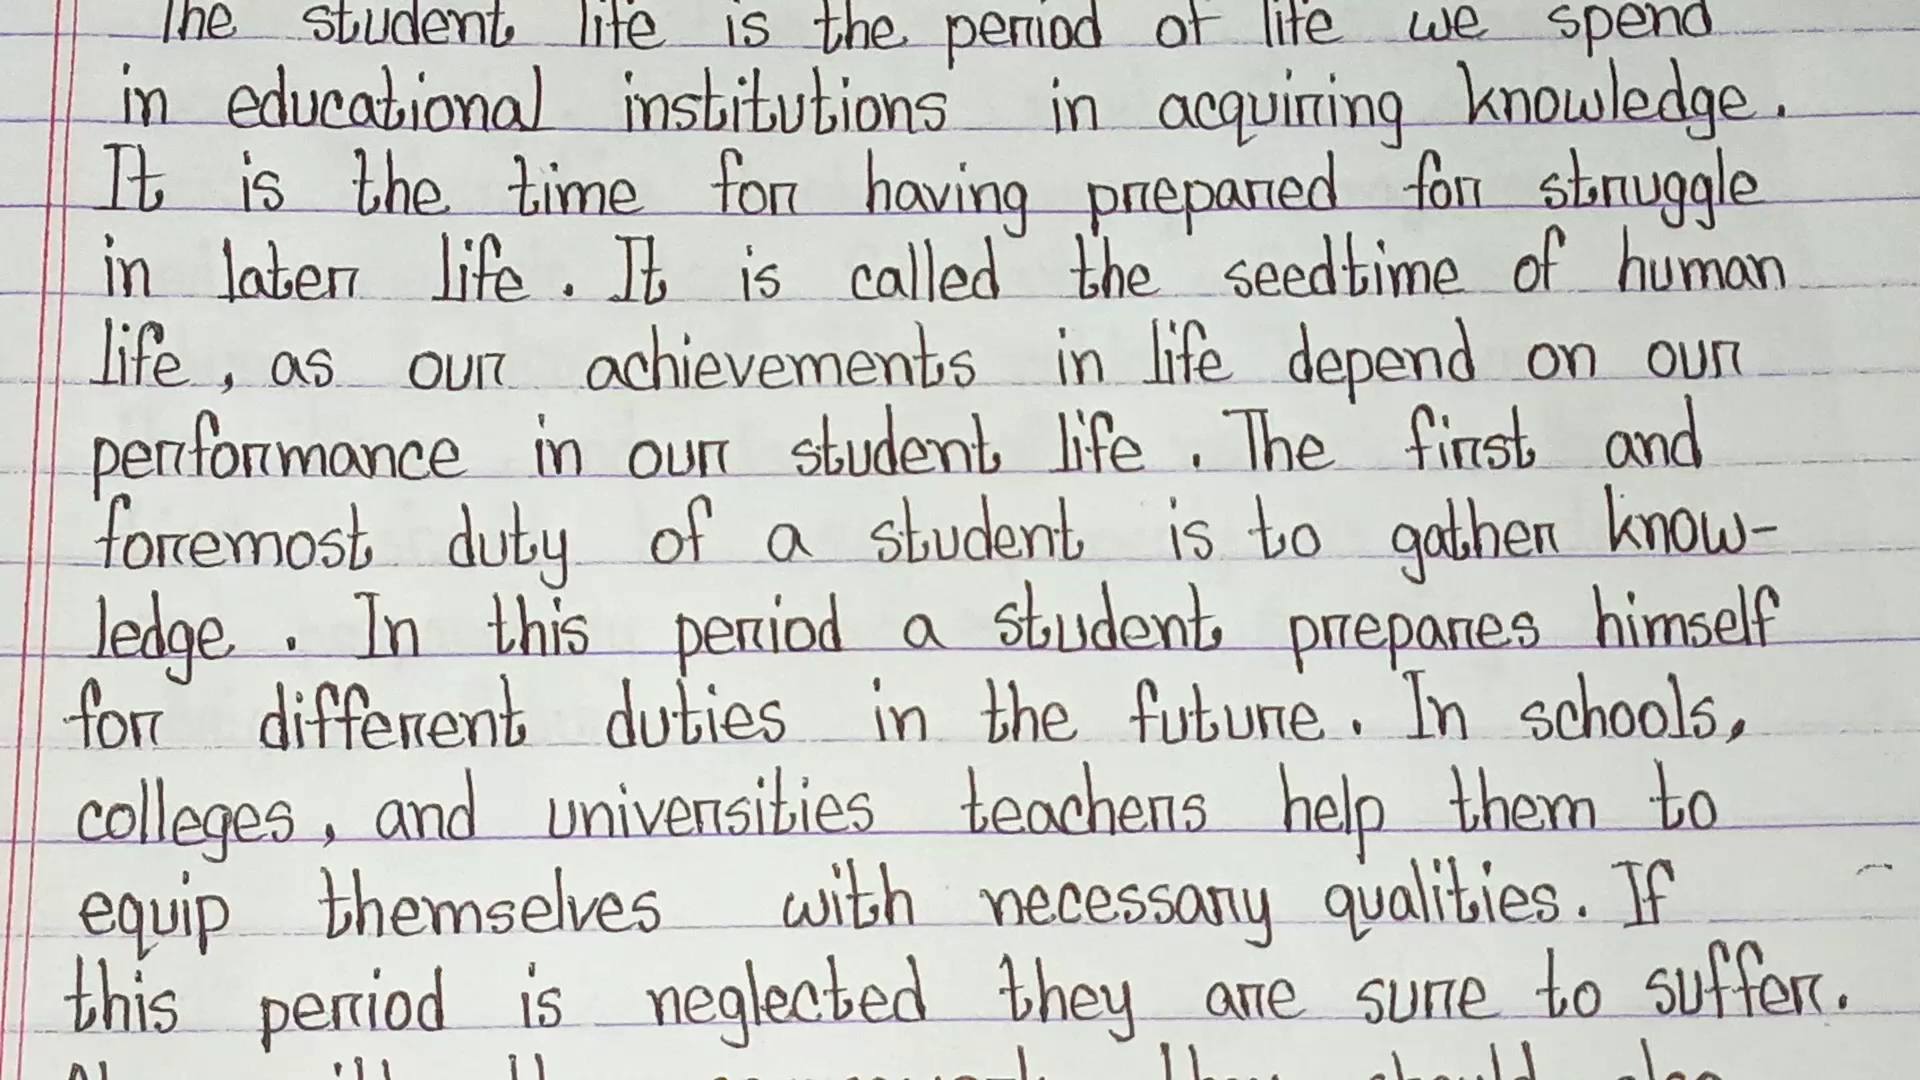 The student life is the period of life we spend
in educational institutions in acquiring knowledge.
It is the time for having prepared for struggle
in later life. It is called the seedtime of human
life, as our achievements in life depend on our
performance in our student life. The first and
foremost duty of a student is to gather know-
ledge. In this period a student prepares himself
for different duties in the future. In schools,
colleges, and universities teachers help them to
equip themselves with necessary qualities. If
this period is neglected they are sure to suffer.
They should also